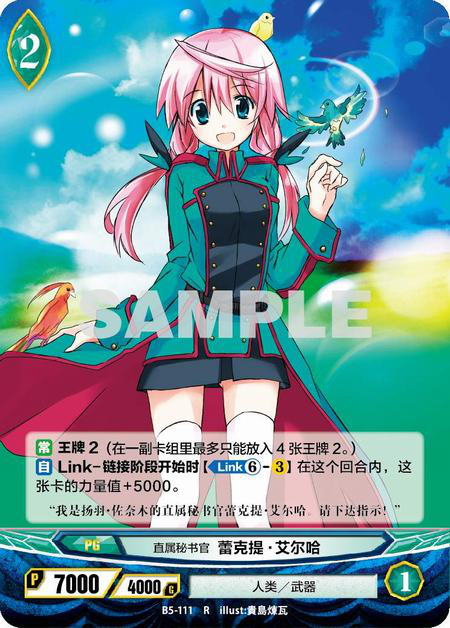 2
SAMPLE
常 王牌2（在一副卡组里最多只能放入4张王牌2。）
自 Link-链接阶段开始时【Link⑥-③】在这个回合内，这
张卡的力量值+5000。
“我是扬羽·佐奈木的直属秘书官蕾克提·艾尔哈。请下达指示！”
PG 直属秘书官 蕾克提·艾尔哈
P 7000 / 4000 G 人类／武器 1
B5-111 R illust:貴島煉瓦